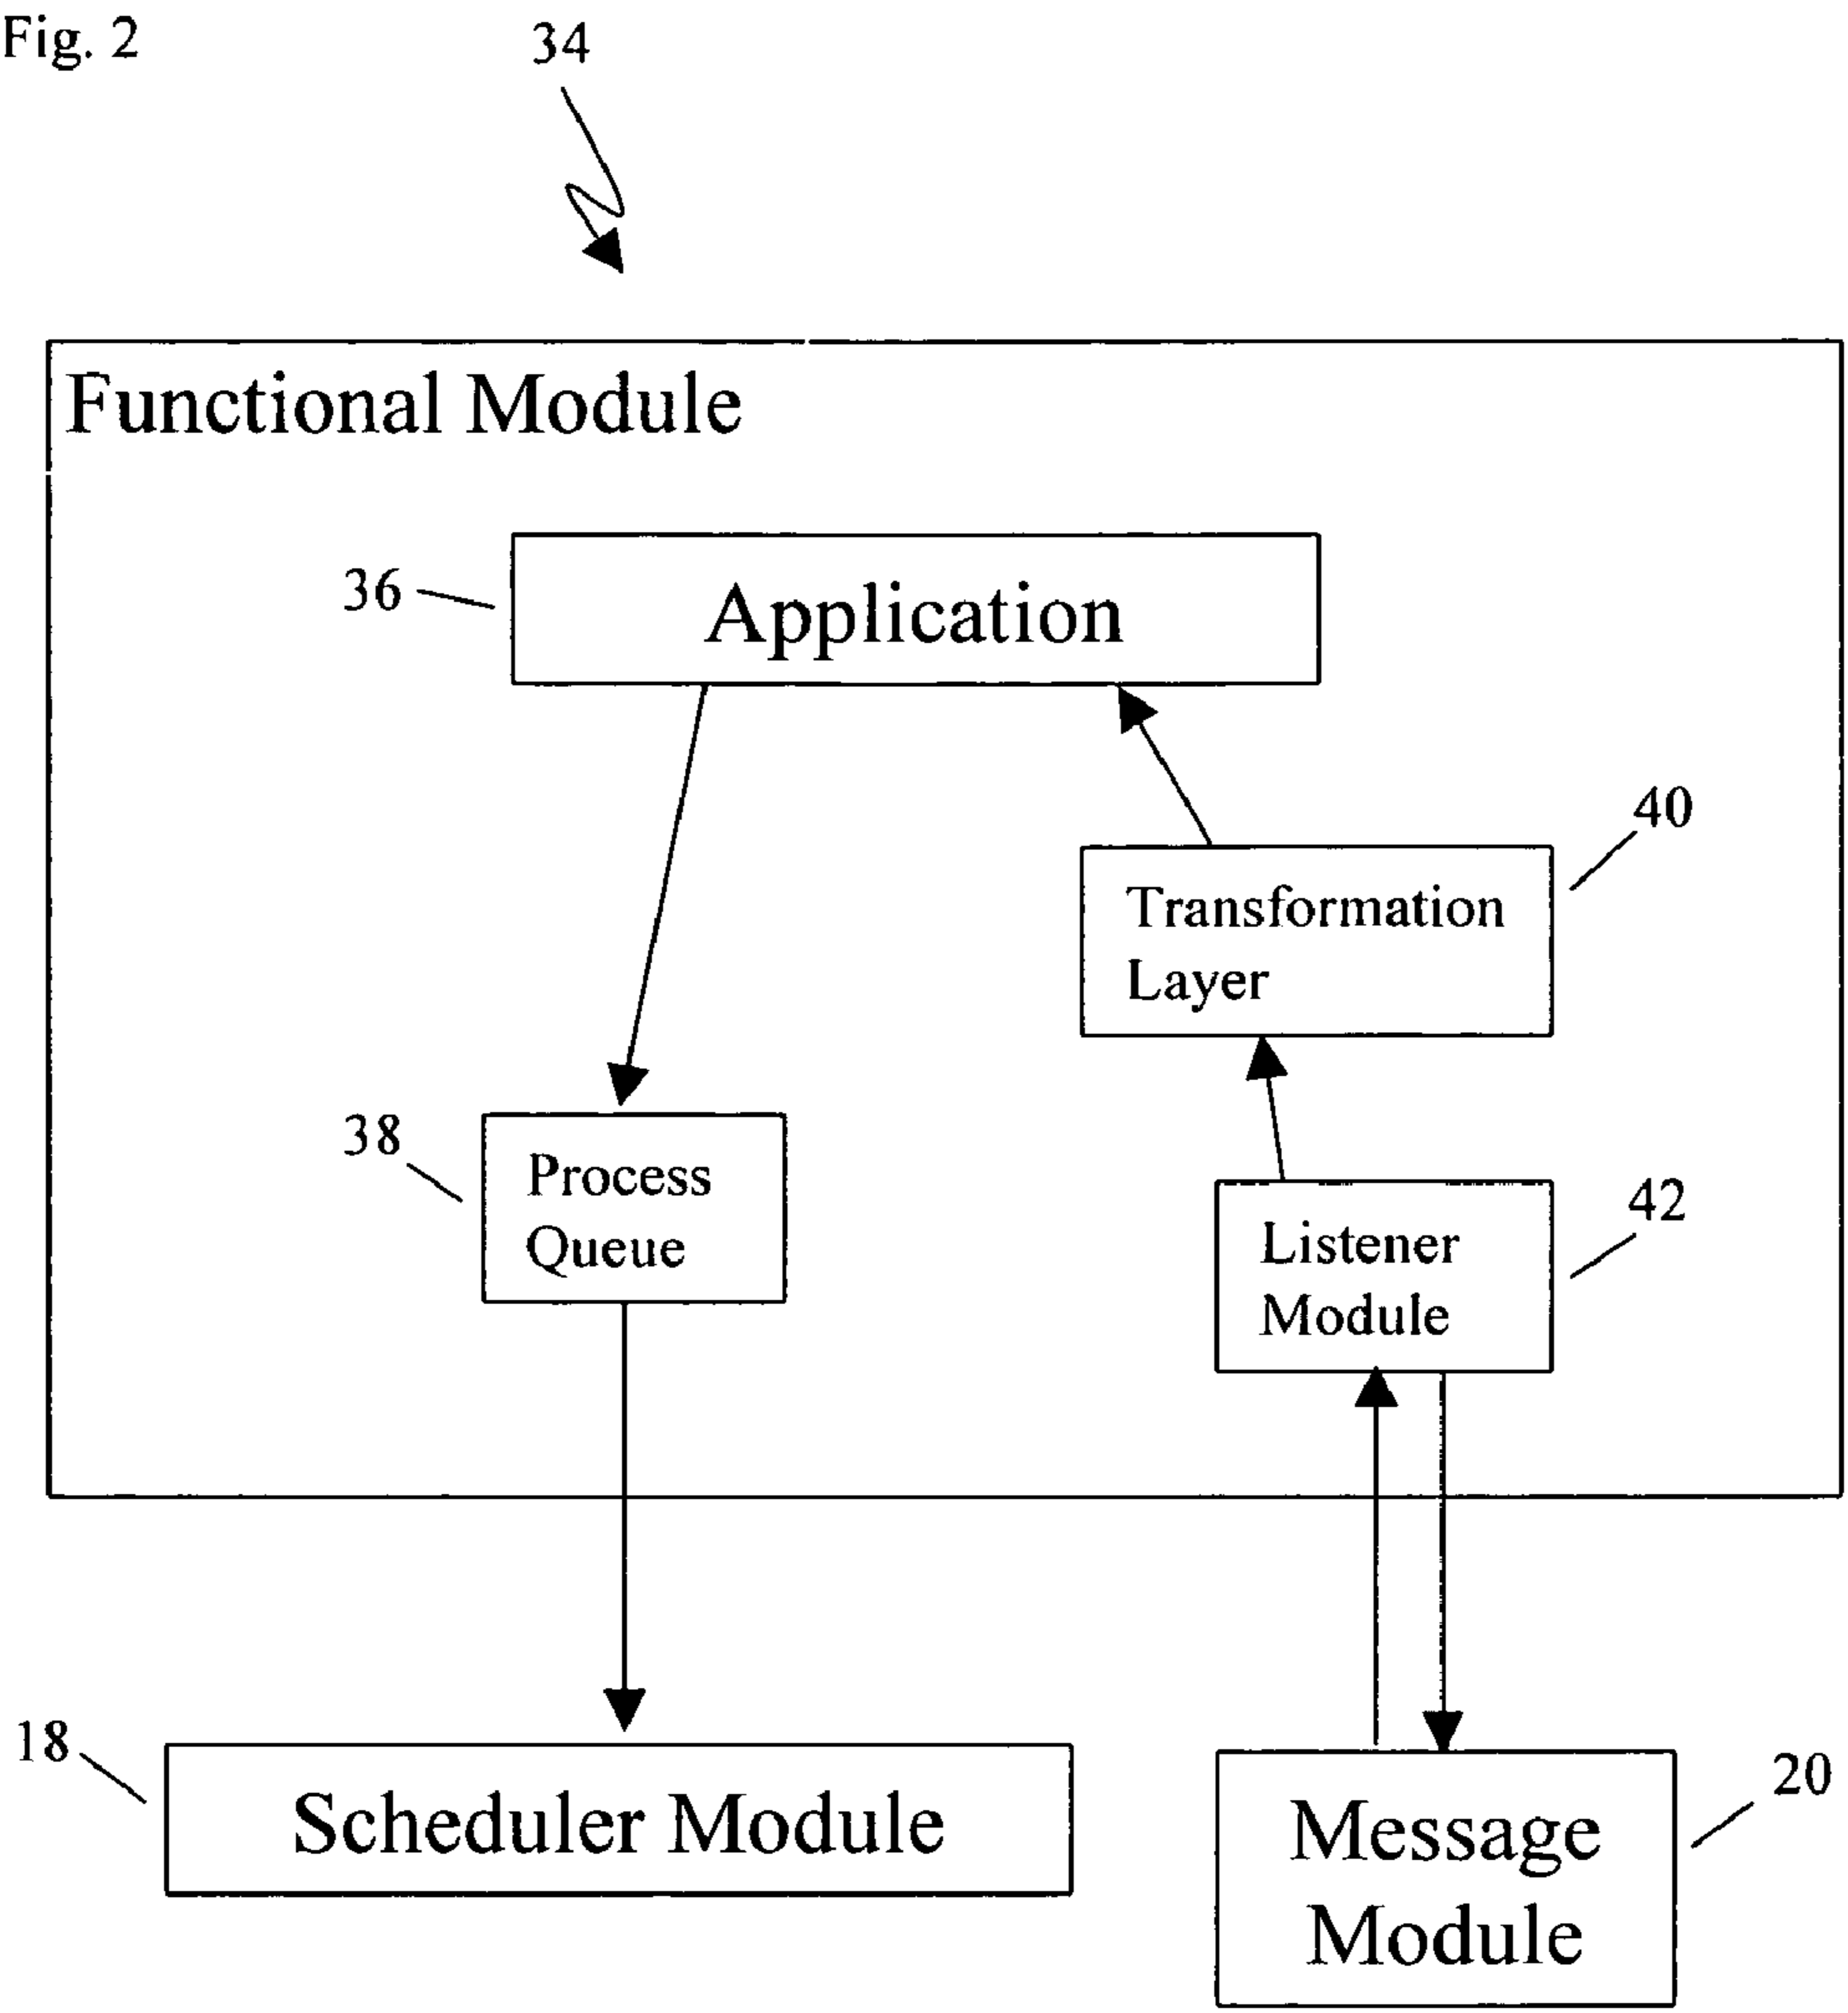 Fig. 2
34
Functional Module
36
Application
40
Transformation
Layer
38
Process
Queue
42
Listener
Module
18
Scheduler Module
20
Message
Module